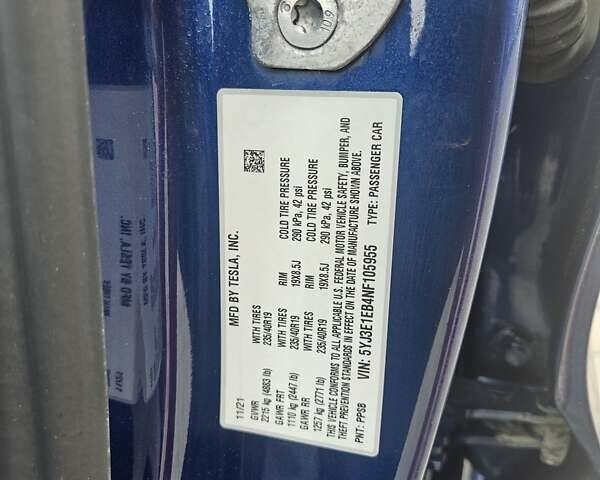 10.9
MFD BY TESLA, INC.
11/21
GVWR WITH TIRES RIM COLD TIRE PRESSURE
2215 kg (4883 lb) 235/40R19 19X8.5J 290 kPa, 42 psi
GAWR FRT WITH TIRES RIM COLD TIRE PRESSURE
1110 kg (2447 lb) 235/40R19 19X8.5J 290 kPa, 42 psi
GAWR RR
1257 kg (2771 lb)
THIS VEHICLE CONFORMS TO ALL APPLICABLE U.S. FEDERAL MOTOR VEHICLE SAFETY, BUMPER, AND
THEFT PREVENTION STANDARDS IN EFFECT ON THE DATE OF MANUFACTURE SHOWN ABOVE.
VIN: 5YJ3E1EB4NF105955
PNT: PPSB TYPE: PASSENGER CAR